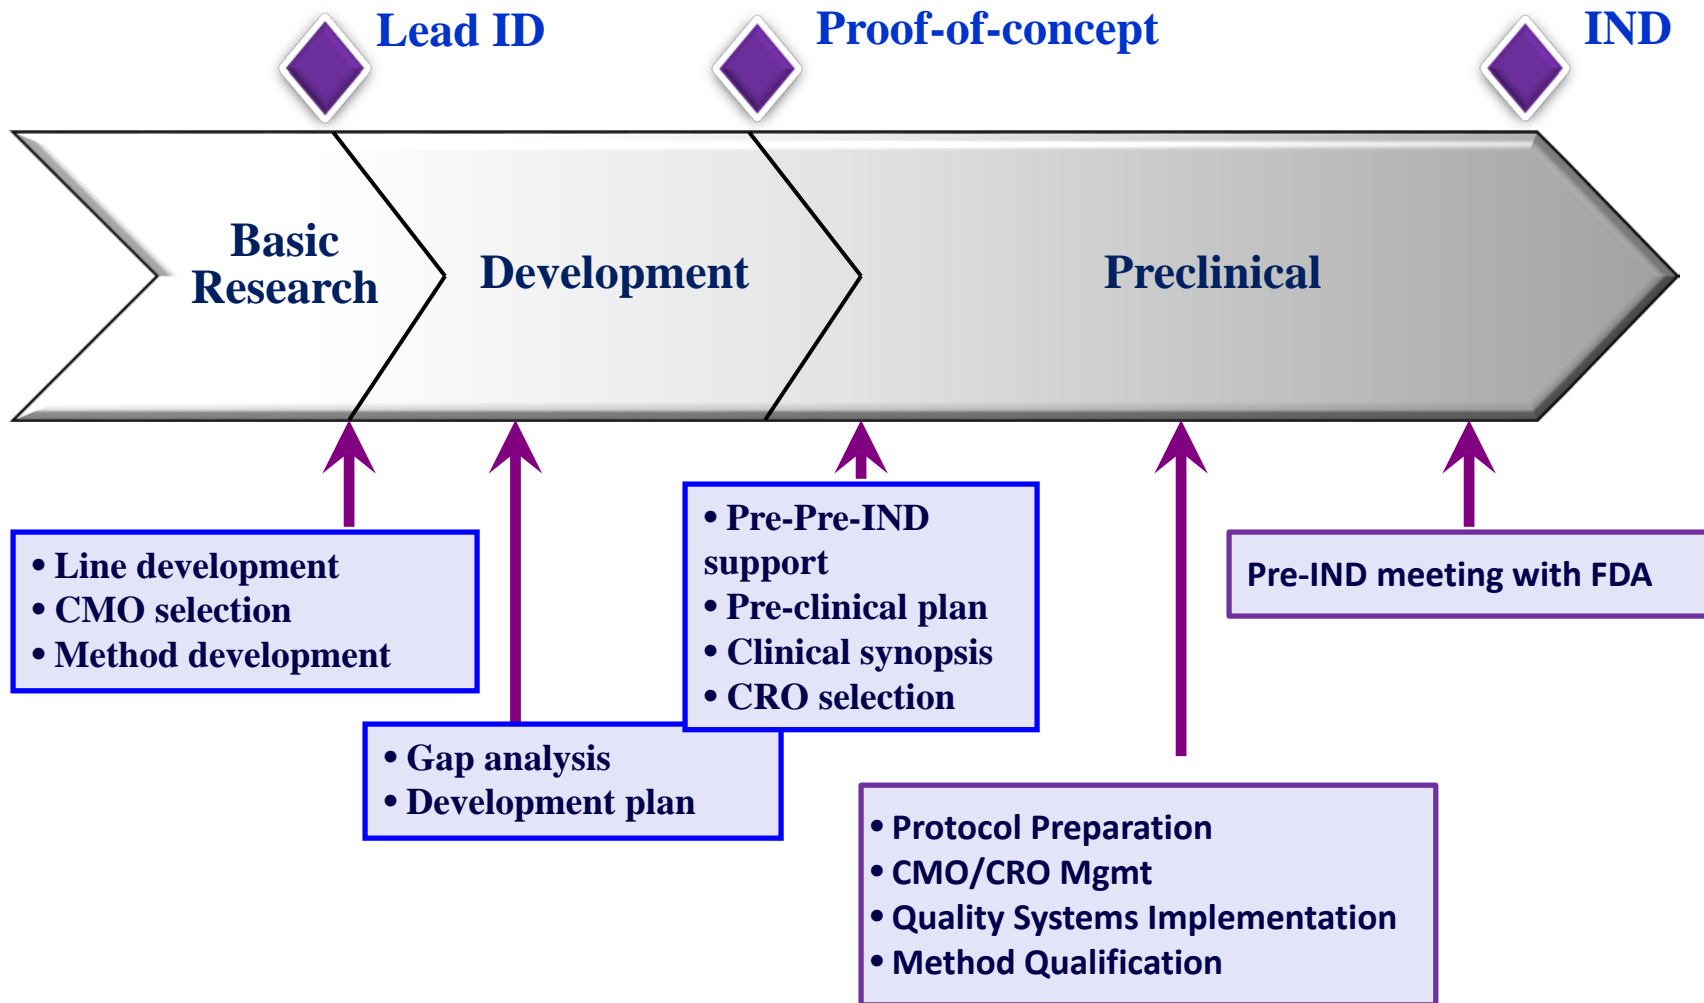 Lead ID
Proof-of-concept
IND
Basic
Research
Development
Preclinical
• Line development
• CMO selection
• Method development
• Gap analysis
• Development plan
• Pre-Pre-IND
support
• Pre-clinical plan
• Clinical synopsis
• CRO selection
• Protocol Preparation
• CMO/CRO Mgmt
• Quality Systems Implementation
• Method Qualification
Pre-IND meeting with FDA